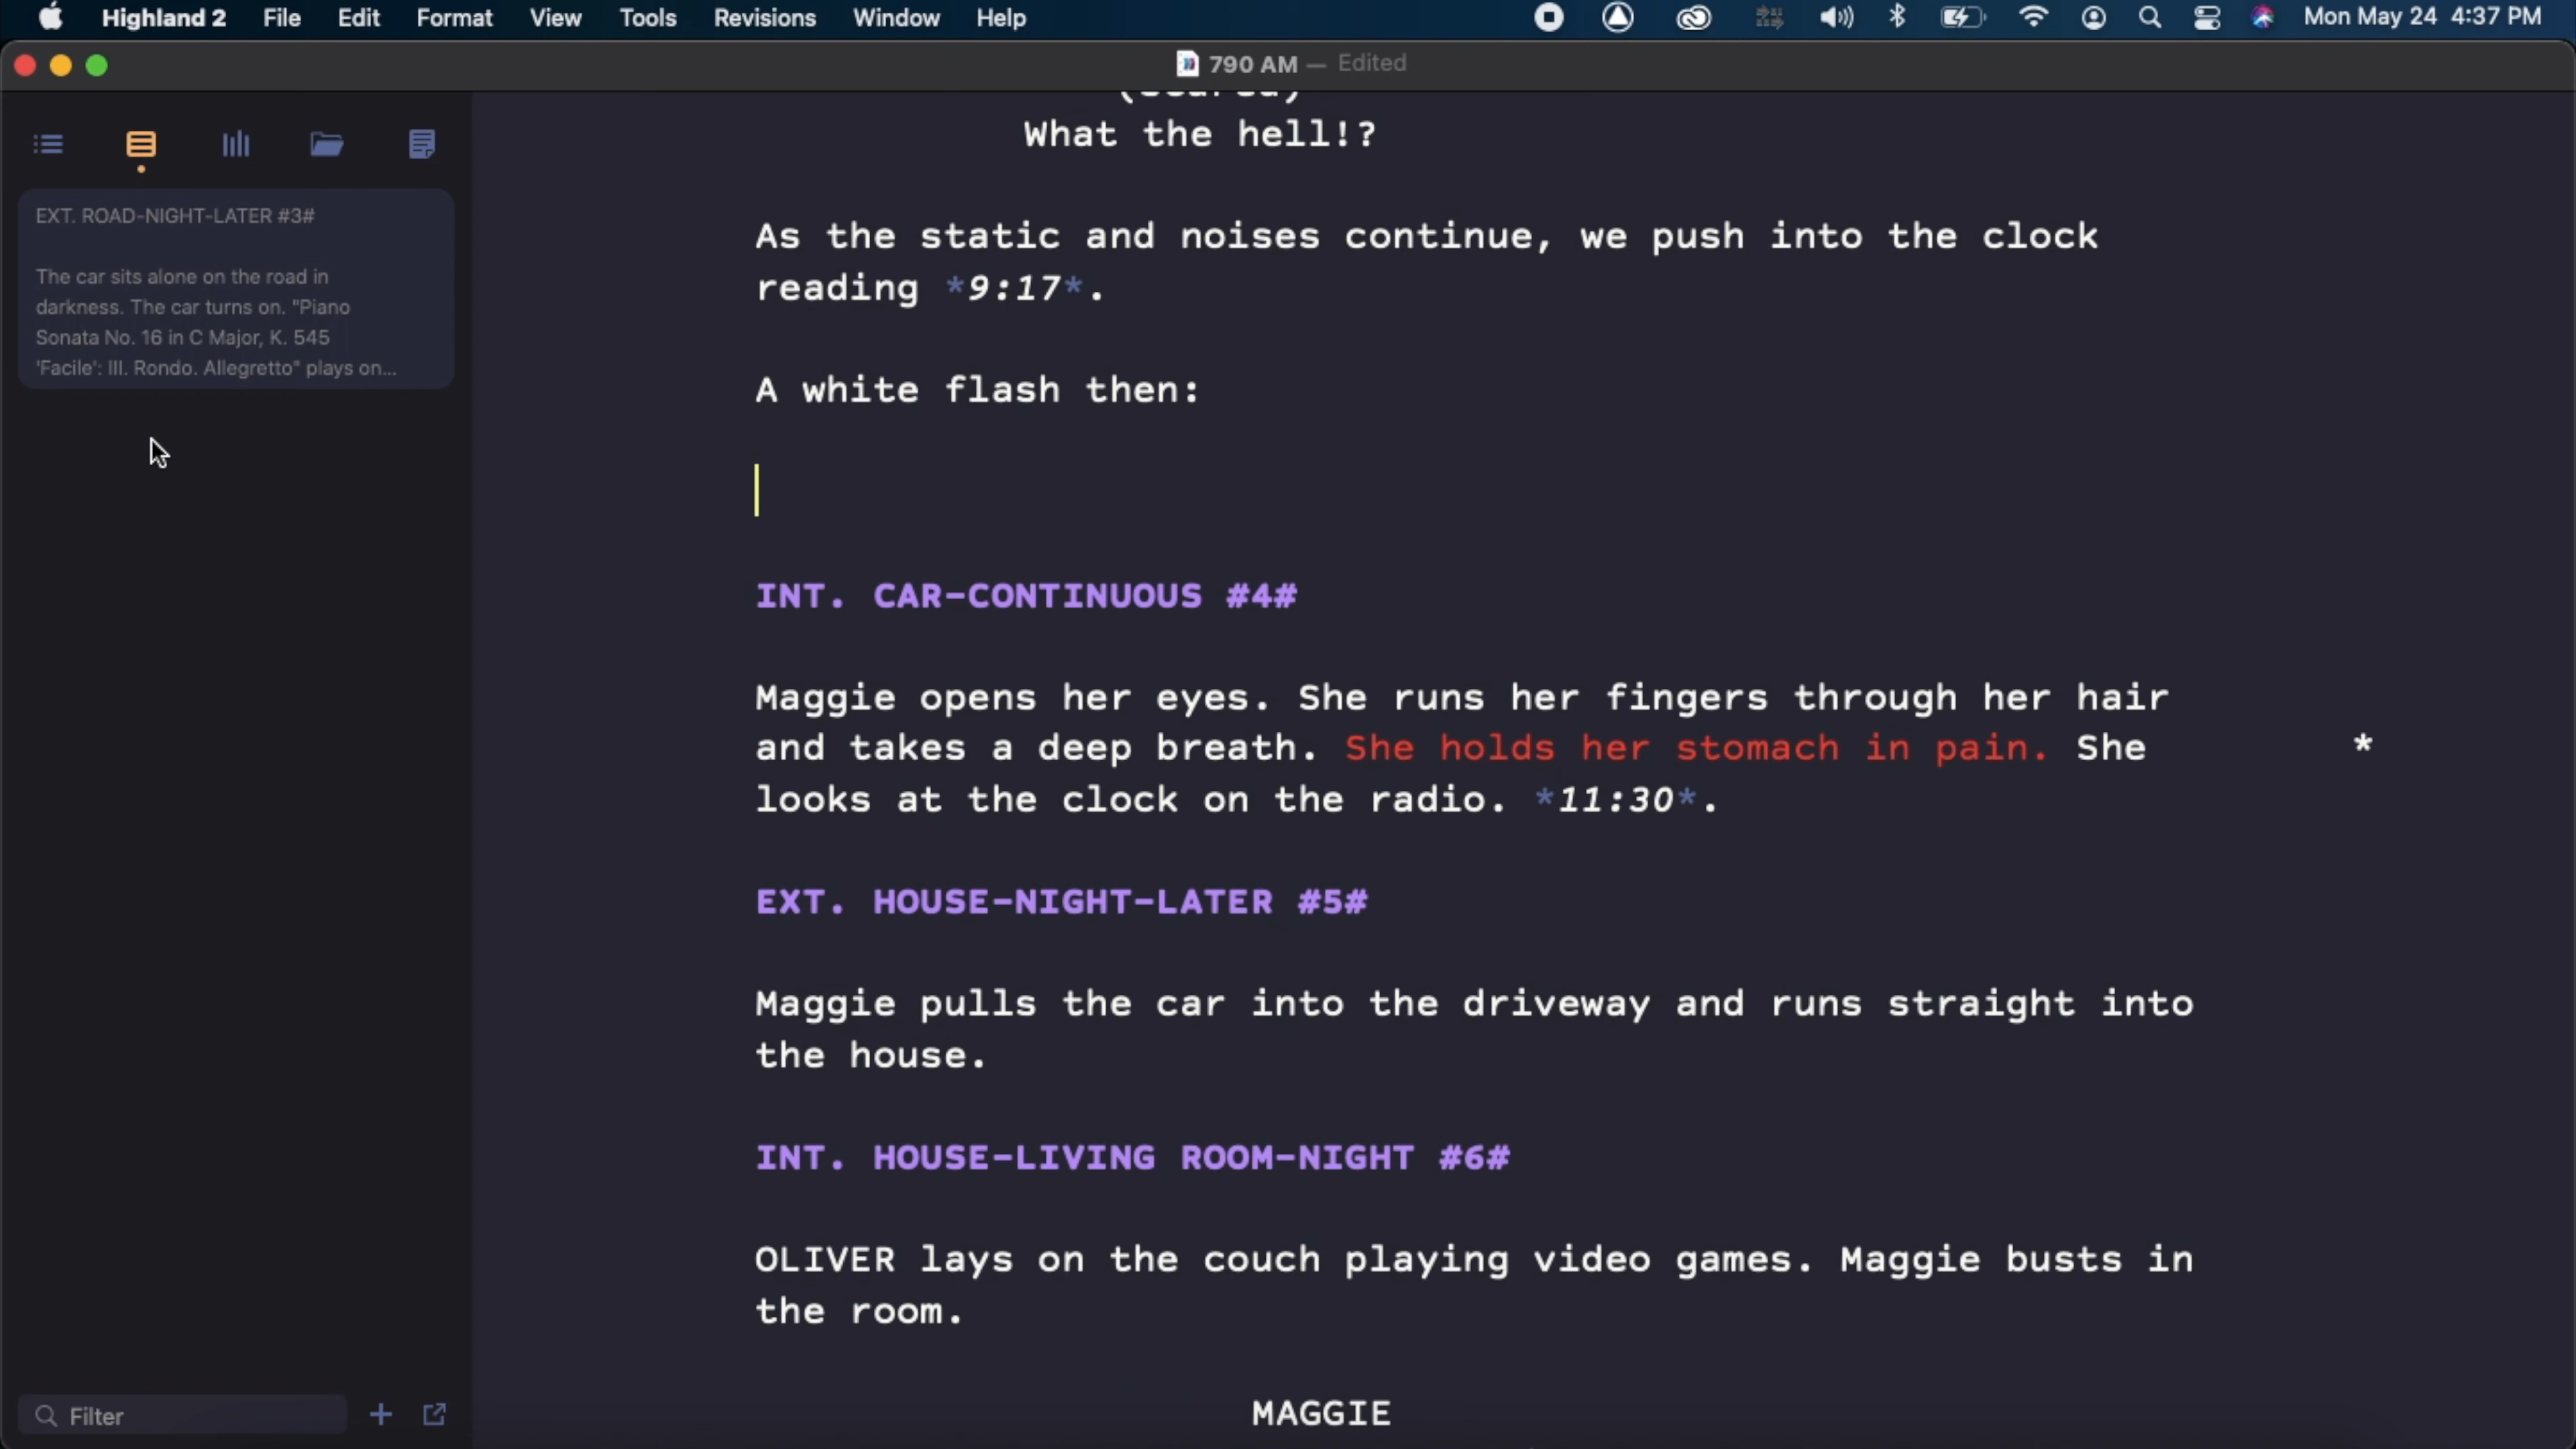 Highland 2 File Edit Format View Tools Revisions Window Help Mon May 24 4:37 PM
790 AM — Edited
EXT. ROAD-NIGHT-LATER #3#
The car sits alone on the road in
darkness. The car turns on. "Piano
Sonata No. 16 in C Major, K. 545
'Facile': III. Rondo. Allegretto" plays on...
Filter
(scared)
What the hell!?
As the static and noises continue, we push into the clock
reading *9:17*.
A white flash then:
INT. CAR-CONTINUOUS #4#
Maggie opens her eyes. She runs her fingers through her hair
and takes a deep breath. She holds her stomach in pain. She *
looks at the clock on the radio. *11:30*.
EXT. HOUSE-NIGHT-LATER #5#
Maggie pulls the car into the driveway and runs straight into
the house.
INT. HOUSE-LIVING ROOM-NIGHT #6#
OLIVER lays on the couch playing video games. Maggie busts in
the room.
MAGGIE